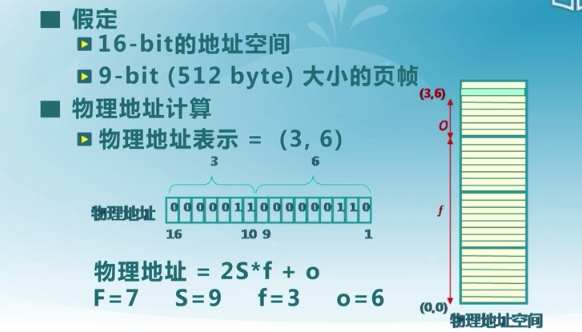 假定
16-bit的地址空间
9-bit (512 byte) 大小的页帧
物理地址计算
物理地址表示 = (3, 6)
3 6
物理地址 0 0 0 0 0 1 1 0 0 0 0 0 0 1 1 0
16 10 9 1
物理地址 = 2S*f + o
F=7 S=9 f=3 o=6
(3,6)
O
f
(0,0)
物理地址空间